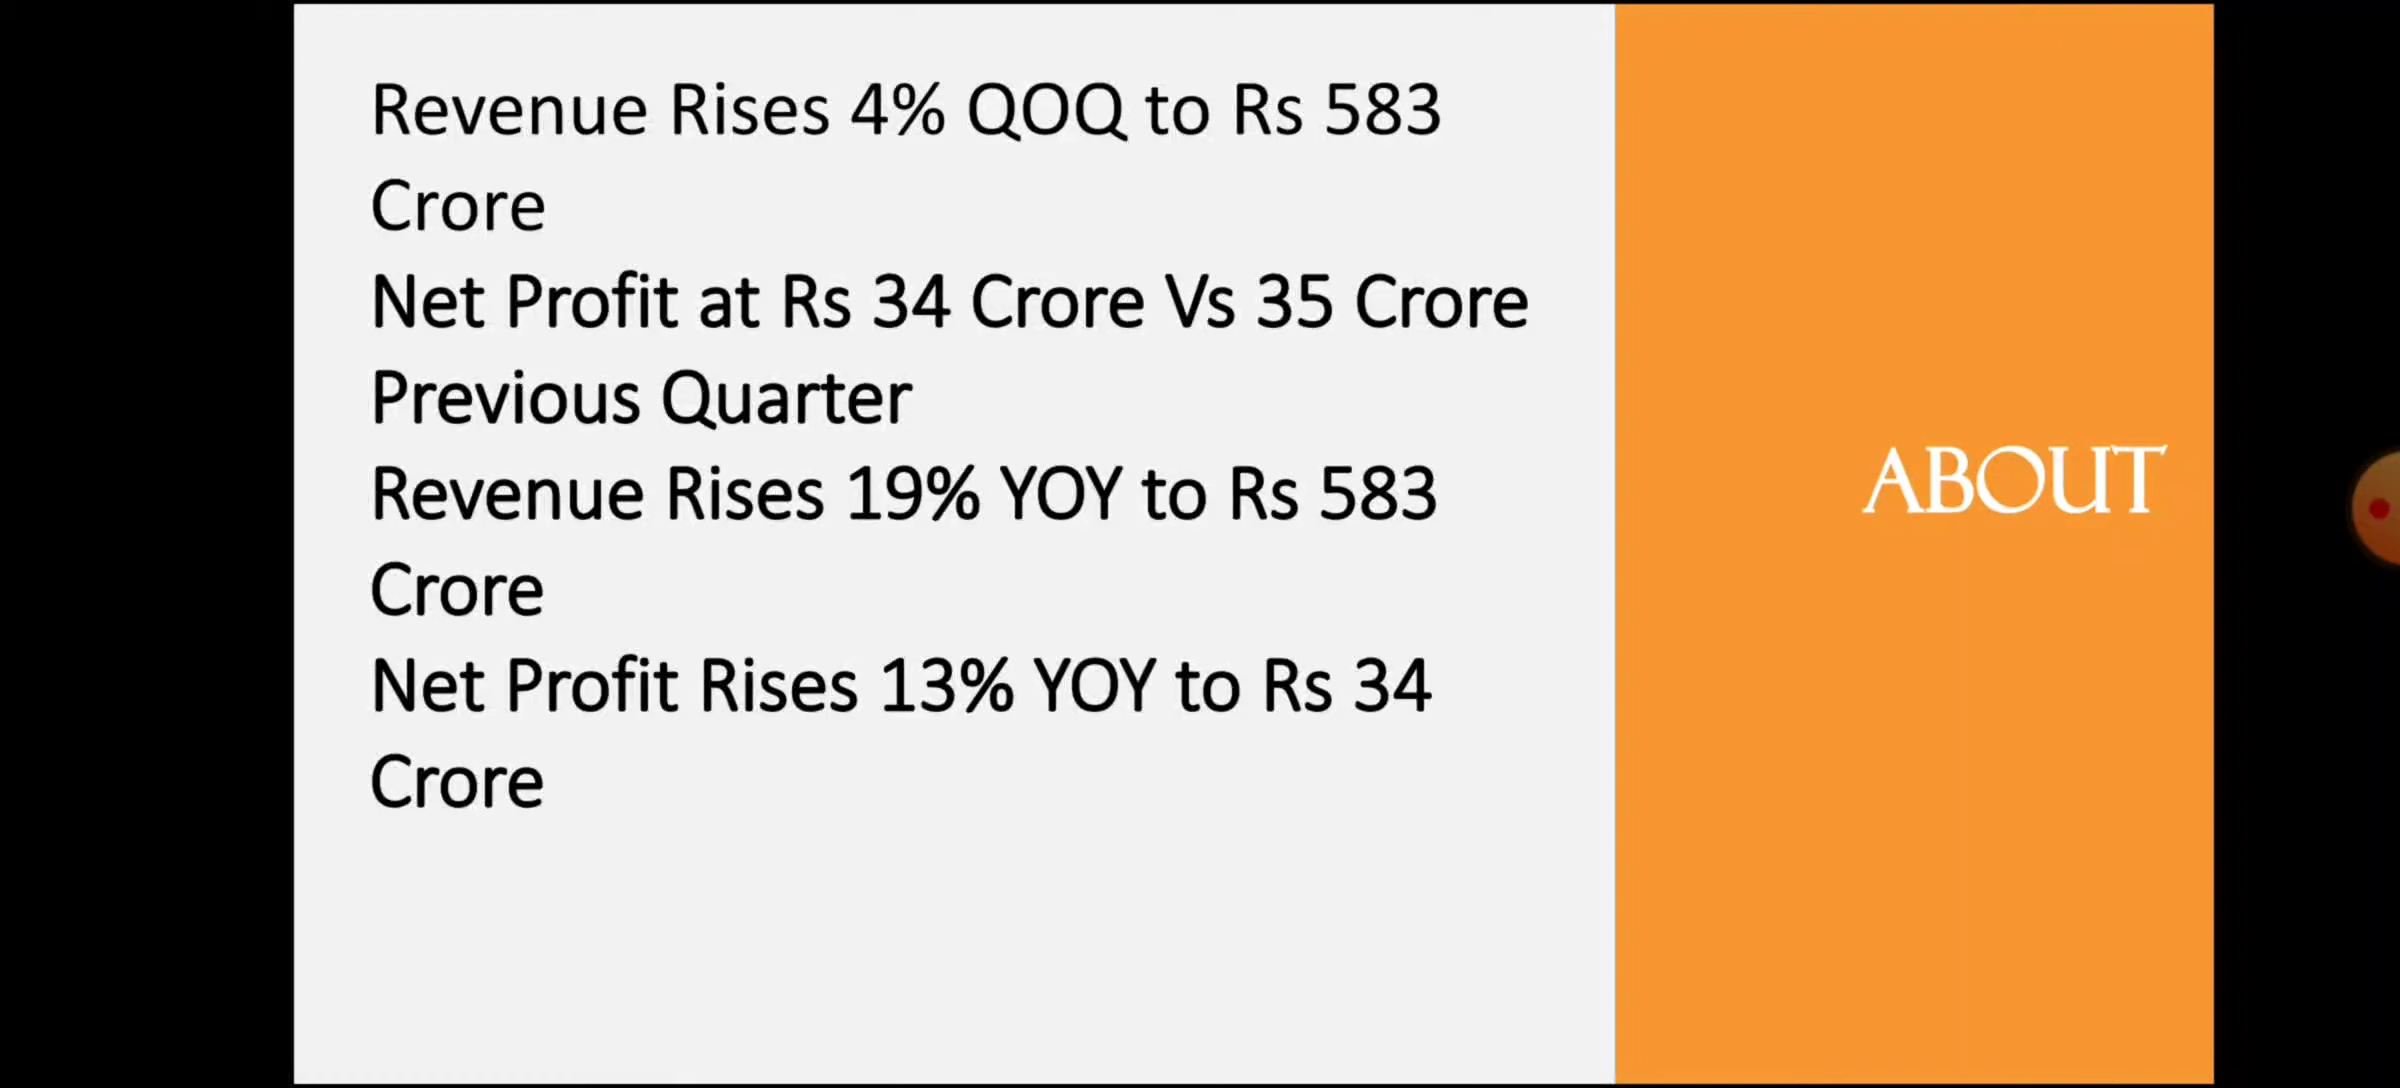 Revenue Rises 4% QOQ to Rs 583
Crore
Net Profit at Rs 34 Crore Vs 35 Crore
Previous Quarter
Revenue Rises 19% YOY to Rs 583
Crore
Net Profit Rises 13% YOY to Rs 34
Crore
ABOUT